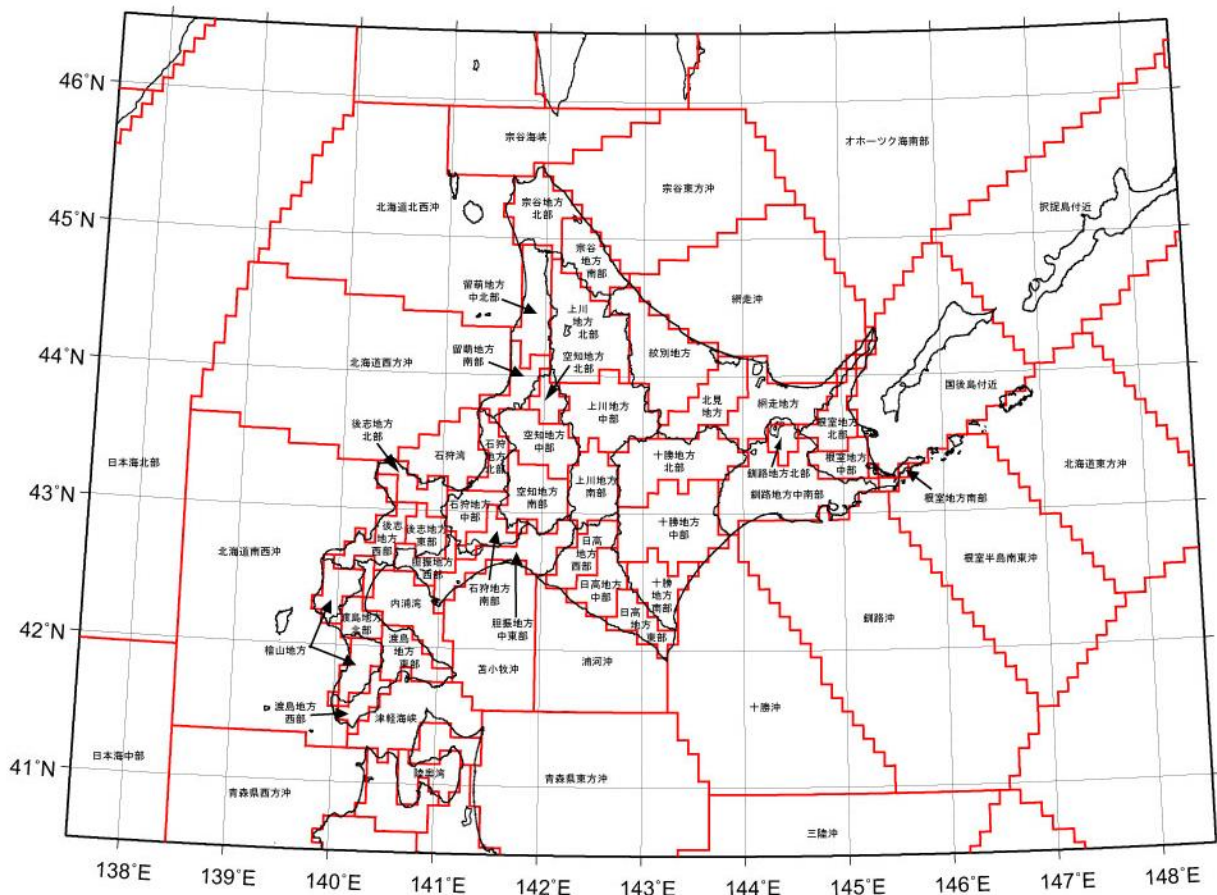 46°N
宗谷海峡
オホーツク海南部
宗谷東方沖
45°N
北海道北西沖
宗谷地方
北部
択捉島付近
宗谷
地方
南部
留萌地方
中北部
上川
地方
北部
網走沖
44°N
北海道西方沖
留萌地方
南部
空知地方
北部
紋別地方
国後島付近
上川地方
中部
北見
地方
網走地方
後志地方
北部
石狩湾
石狩
地方
北部
空知地方
中部
根室地方
北部
日本海北部
十勝地方
北部
根室地方
中部
北海道東方沖
43°N
釧路地方北部
上川地方
南部
空知地方
南部
釧路地方中南部
根室地方南部
石狩地方
中部
北海道南西沖
後志
地方
西部
後志地方
東部
十勝地方
中部
胆振地方
西部
日高
地方
西部
根室半島南東沖
石狩地方
南部
日高地方
中部
十勝
地方
南部
内浦湾
42°N
渡島地方
北部
胆振地方
中東部
日高
地方
東部
釧路沖
檜山地方
渡島
地方
東部
苫小牧沖
浦河沖
渡島地方
西部
津軽海峡
十勝沖
日本海中部
41°N
陸奥湾
青森県東方沖
青森県西方沖
三陸沖
138°E
139°E
140°E
141°E
142°E
143°E
144°E
145°E
146°E
147°E
148°E